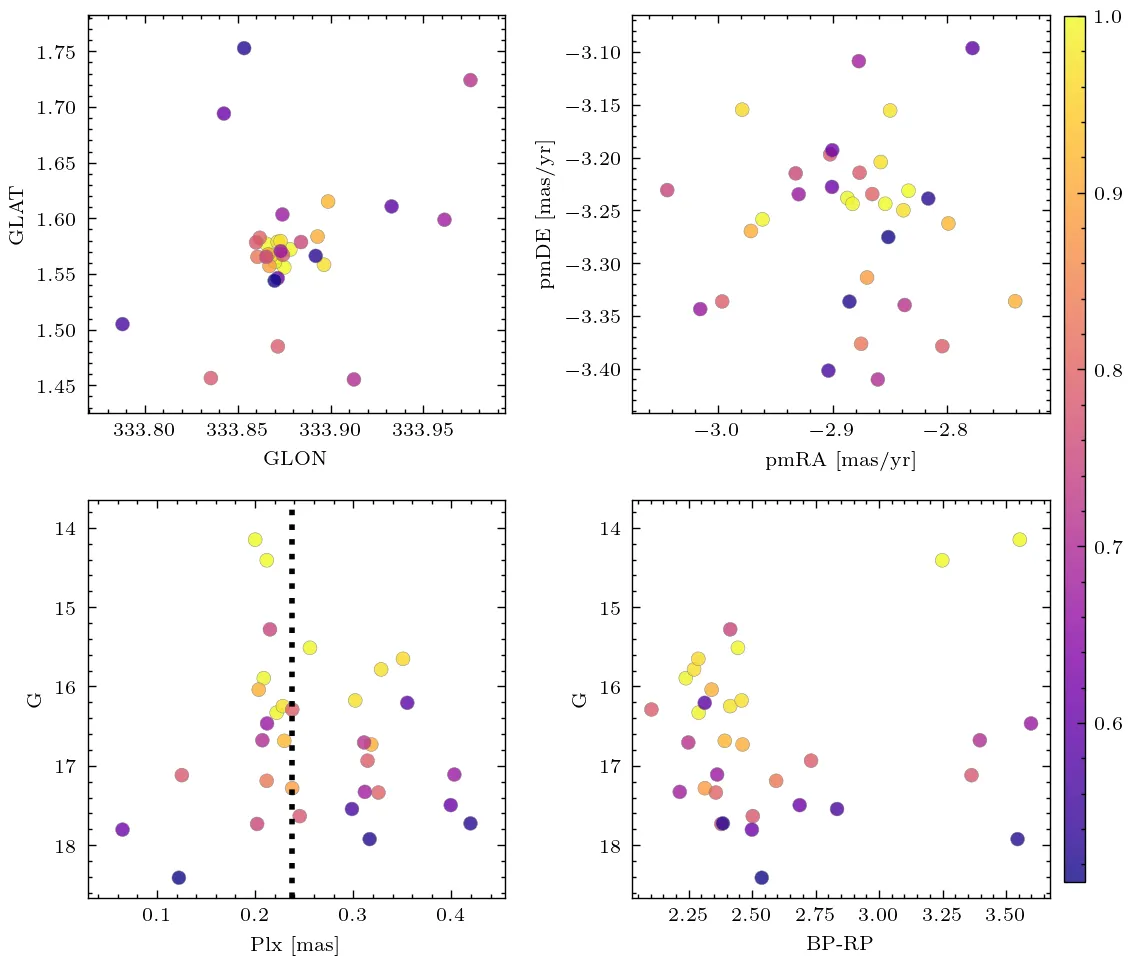 1.75
1.70
1.65
1.60
1.55
1.50
1.45
GLAT
333.80 333.85 333.90 333.95
GLON
−3.10
−3.15
−3.20
−3.25
−3.30
−3.35
−3.40
pmDE [mas/yr]
−3.0 −2.9 −2.8
pmRA [mas/yr]
14
15
16
17
18
G
0.1 0.2 0.3 0.4
Plx [mas]
14
15
16
17
18
G
2.25 2.50 2.75 3.00 3.25 3.50
BP-RP
1.0
0.9
0.8
0.7
0.6